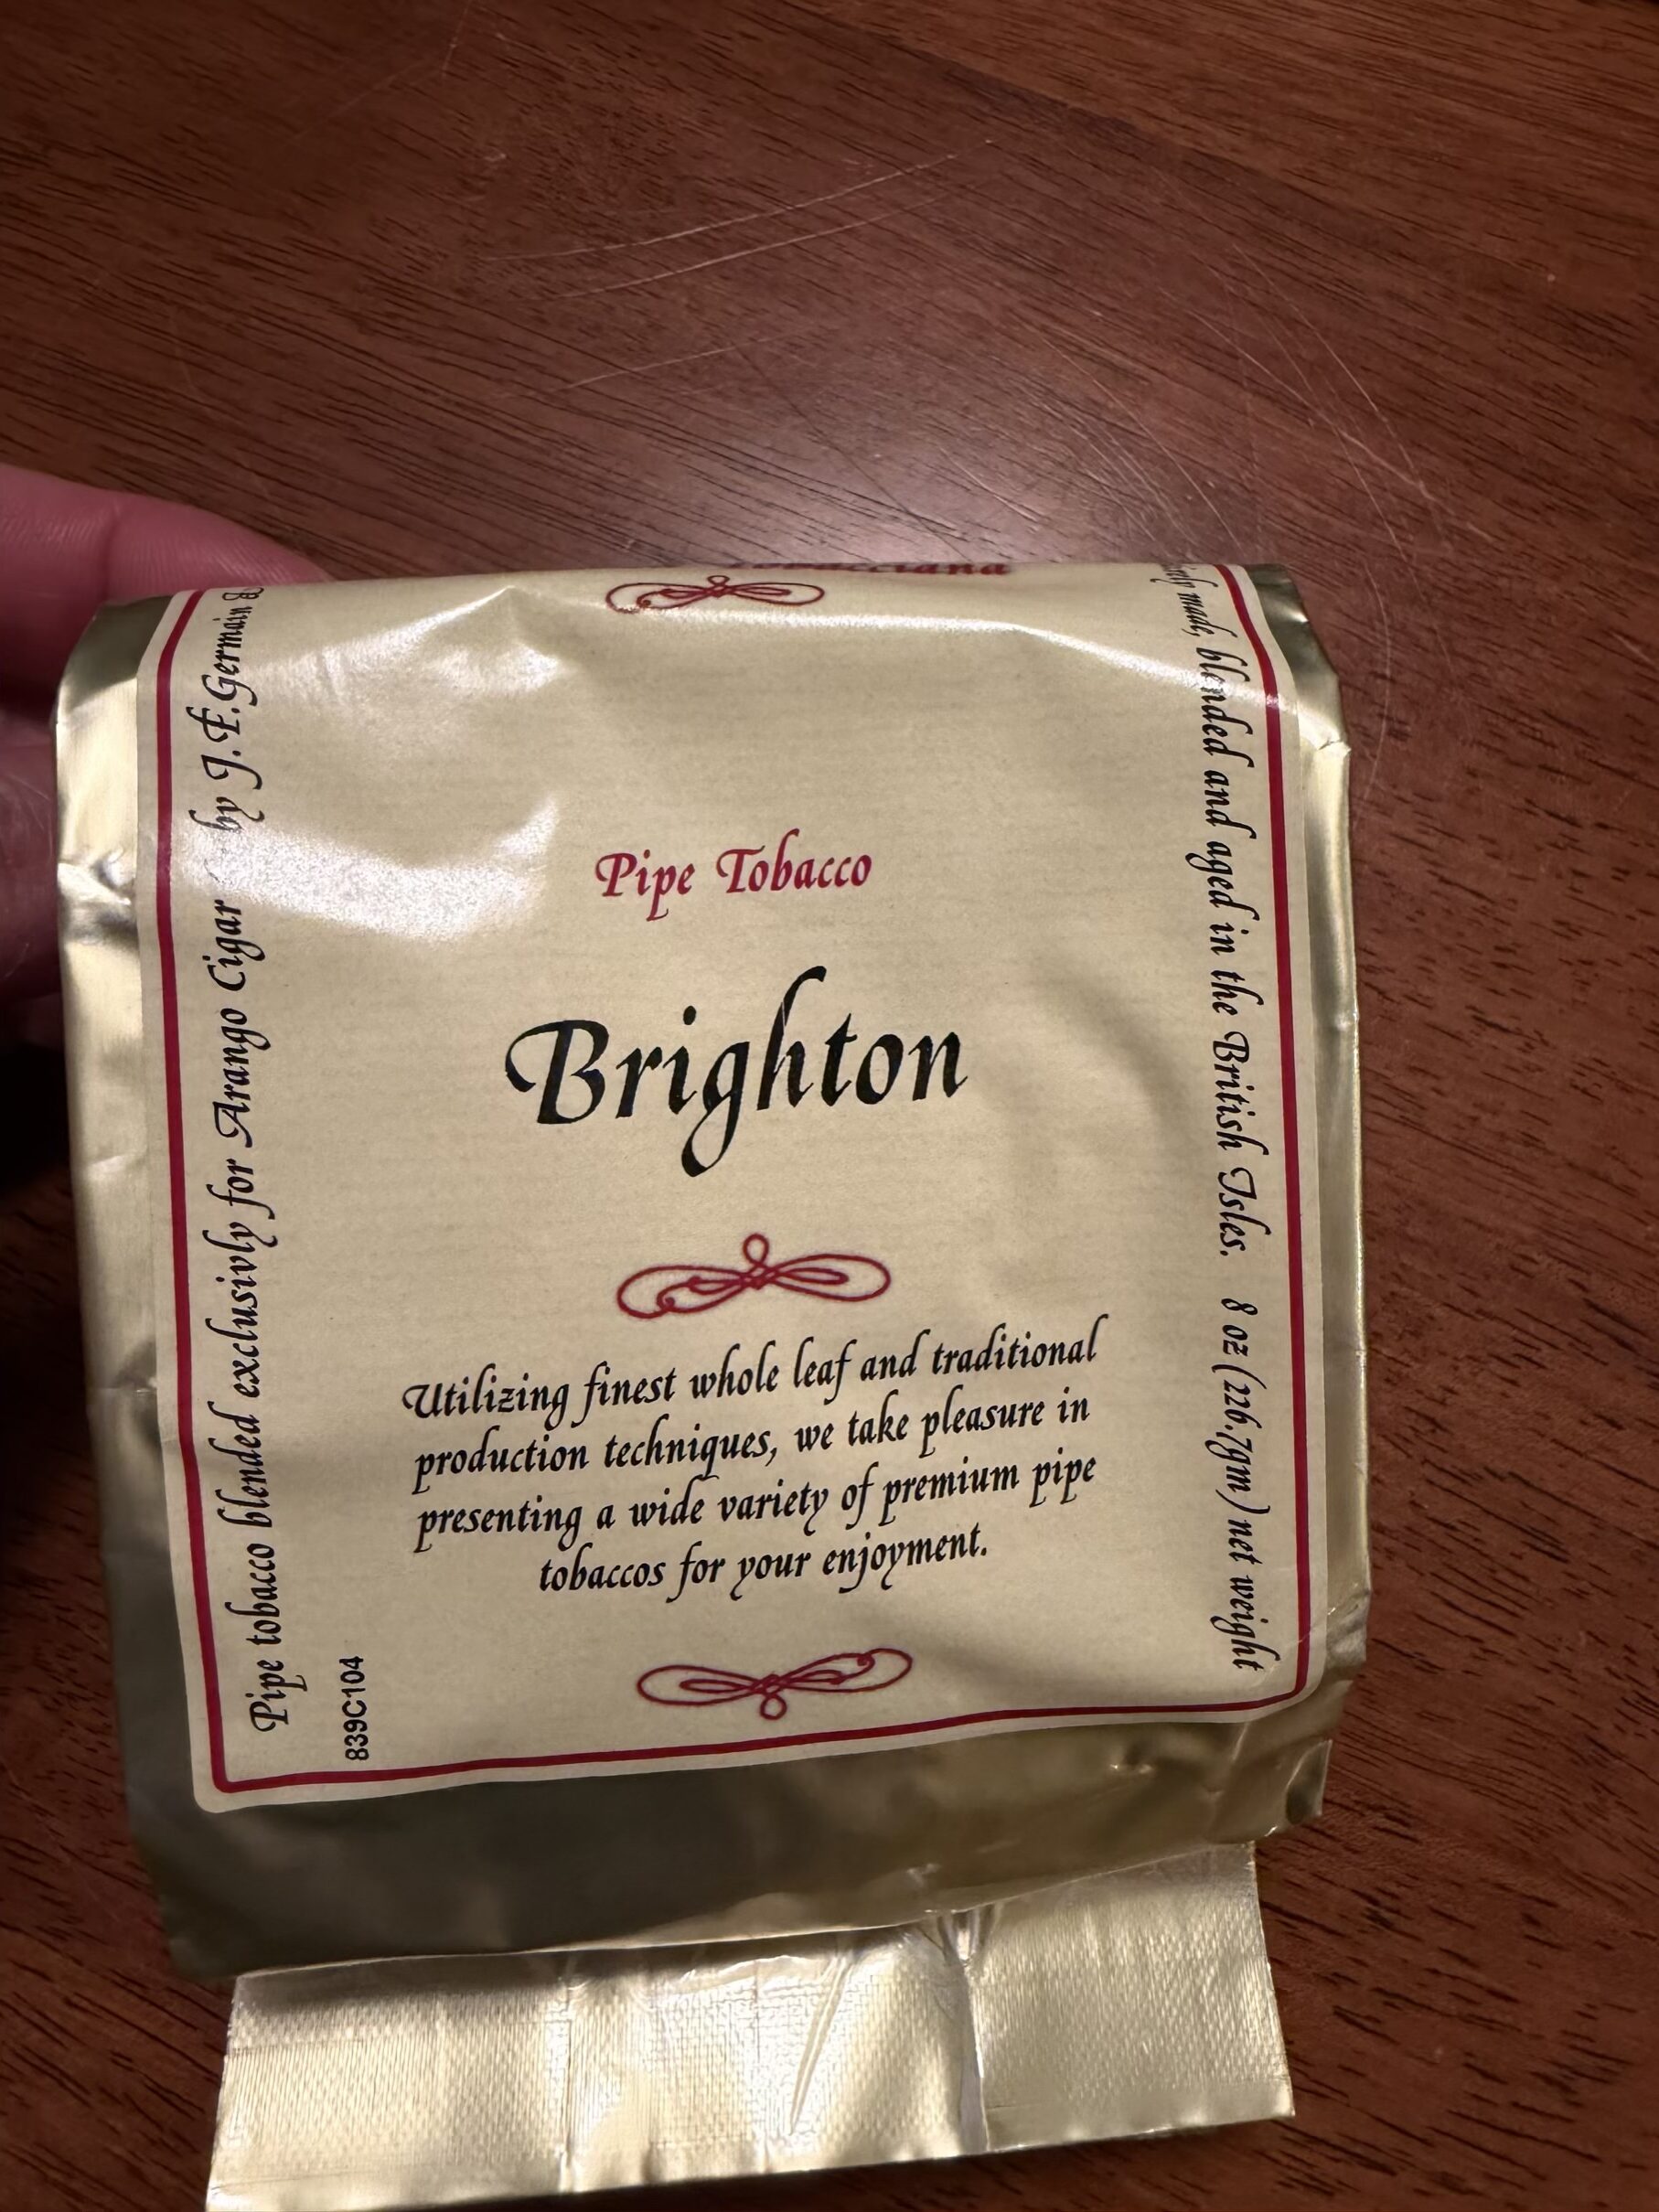 Tobacciana
Pipe Tobacco
Brighton
Utilizing finest whole leaf and traditional
production techniques, we take pleasure in
presenting a wide variety of premium pipe
tobaccos for your enjoyment.
Pipe tobacco blended exclusivly for Arango Cigar by J.F.Germain &
made, blended and aged in the British Isles. 8 oz (226,7gm) net weight
839C104